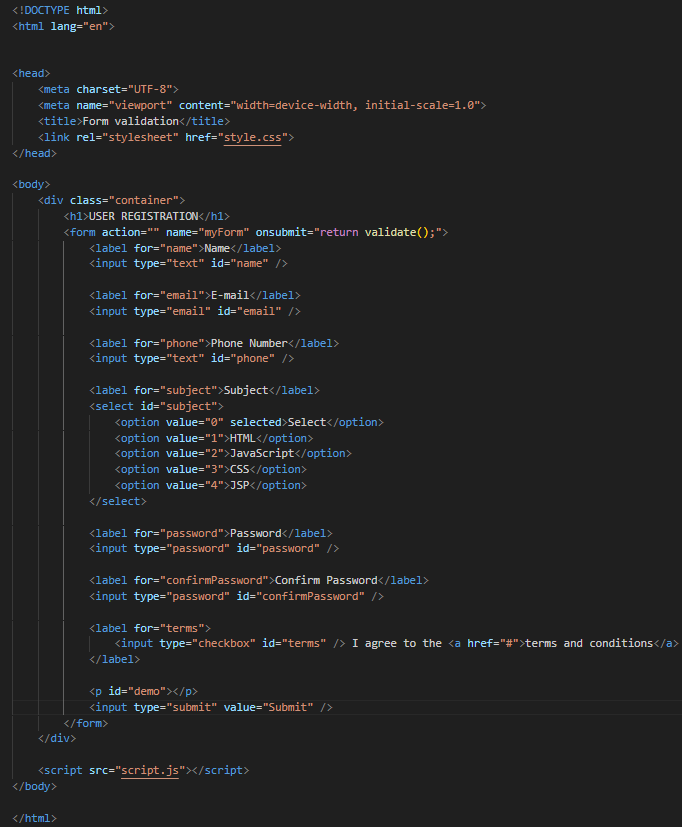 <!DOCTYPE html>
<html lang="en">
<head>
<meta charset="UTF-8">
<meta name="viewport" content="width=device-width, initial-scale=1.0">
<title>Form validation</title>
<link rel="stylesheet" href="style.css">
</head>
<body>
<div class="container">
<h1>USER REGISTRATION</h1>
<form action="" name="myForm" onsubmit="return validate();">
<label for="name">Name</label>
<input type="text" id="name" />
<label for="email">E-mail</label>
<input type="email" id="email" />
<label for="phone">Phone Number</label>
<input type="text" id="phone" />
<label for="subject">Subject</label>
<select id="subject">
<option value="0" selected>Select</option>
<option value="1">HTML</option>
<option value="2">JavaScript</option>
<option value="3">CSS</option>
<option value="4">JSP</option>
</select>
<label for="password">Password</label>
<input type="password" id="password" />
<label for="confirmPassword">Confirm Password</label>
<input type="password" id="confirmPassword" />
<label for="terms">
<input type="checkbox" id="terms" /> I agree to the <a href="#">terms and conditions</a>
</label>
<p id="demo"></p>
<input type="submit" value="Submit" />
</form>
</div>
<script src="script.js"></script>
</body>
</html>